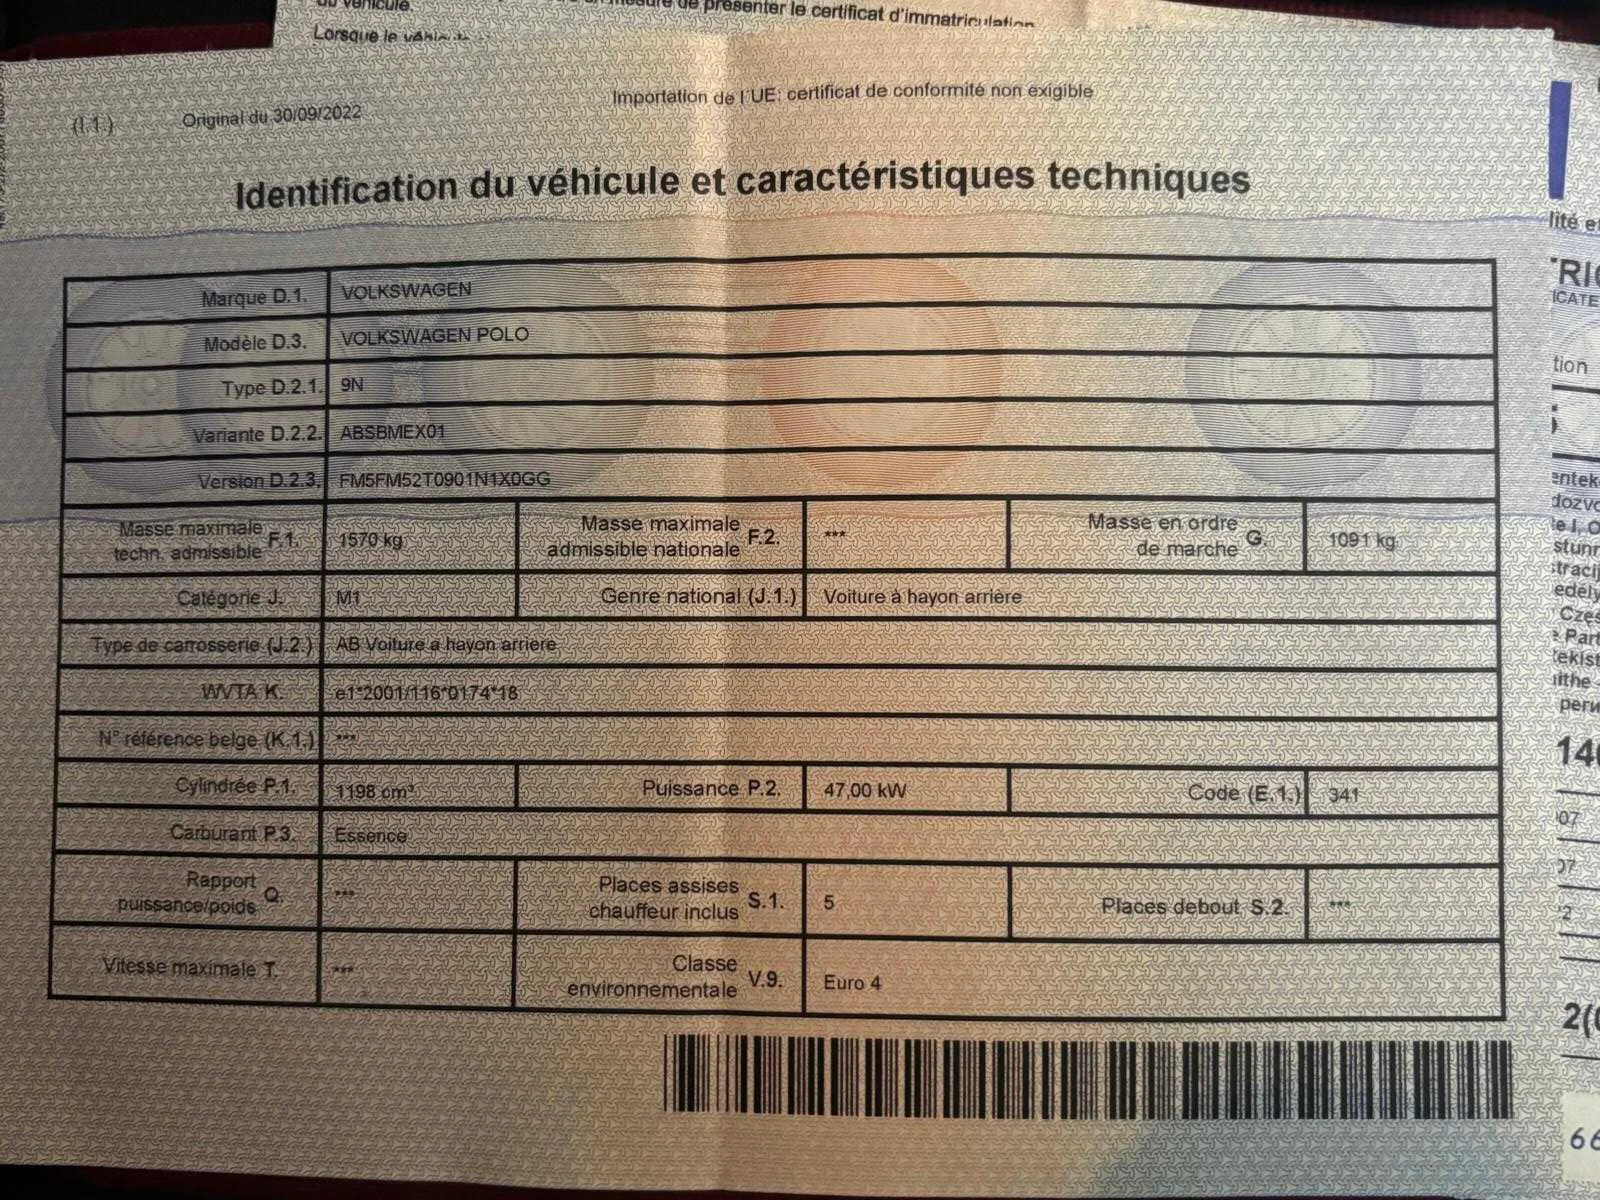 du véhicule.
de présenter le certificat d'immatriculation
Lorsque le
(I.1.) Original du 30/09/2022 Importation de l'UE: certificat de conformité non exigible
Identification du véhicule et caractéristiques techniques
Marque D.1. VOLKSWAGEN
Modèle D.3. VOLKSWAGEN POLO
Type D.2.1. 9N
Variante D.2.2. ABSBMEX01
Version D.2.3. FM5FM52T0901N1X0GG
Masse maximale techn. admissible F.1. 1570 kg Masse maximale admissible nationale F.2. *** Masse en ordre de marche G. 1091 kg
Catégorie J. M1 Genre national (J.1.) Voiture à hayon arrière
Type de carrosserie (J.2.) AB Voiture a hayon arriere
WVTA K. e1*2001/116*0174*18
N° référence belge (K.1.) ***
Cylindrée P.1. 1198 cm³ Puissance P.2. 47,00 kW Code (E.1.) 341
Carburant P.3. Essence
Rapport puissance/poids Q. *** Places assises chauffeur inclus S.1. 5 Places debout S.2. ***
Vitesse maximale T. *** Classe environnementale V.9. Euro 4